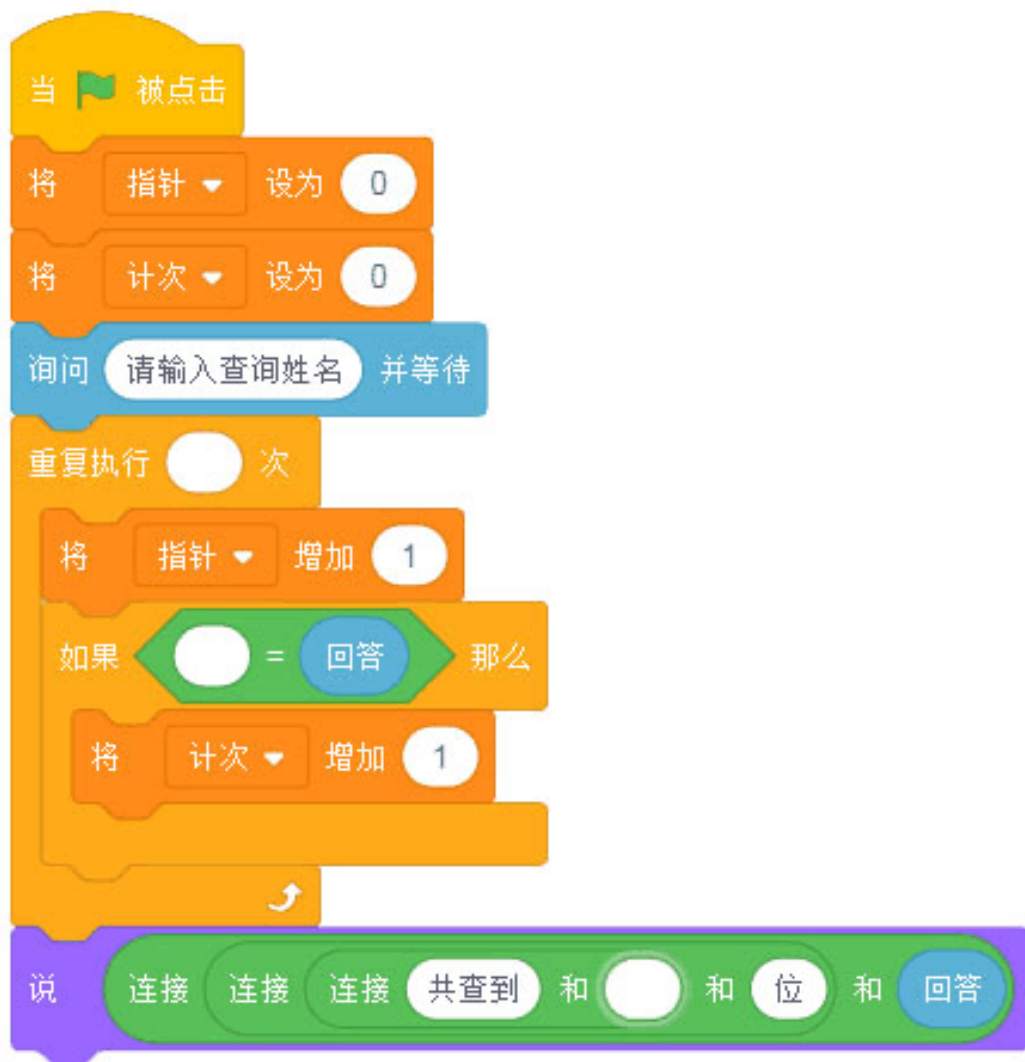 当 被点击
将 指针 设为 0
将 计次 设为 0
询问 请输入查询姓名 并等待
重复执行 次
将 指针 增加 1
如果 = 回答 那么
将 计次 增加 1
说 连接 连接 连接 共查到 和 和 位 和 回答